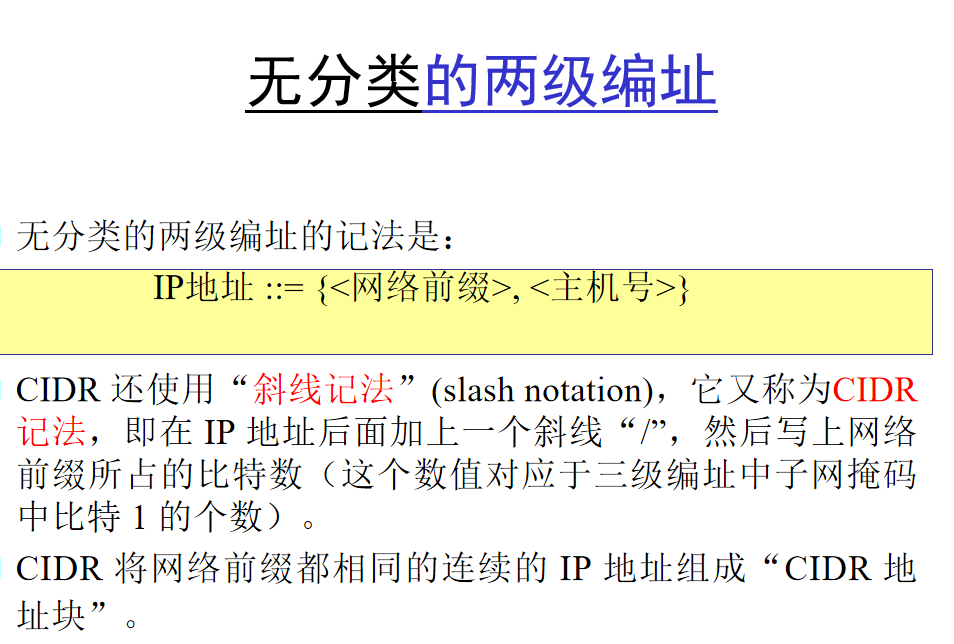 无分类的两级编址
无分类的两级编址的记法是：
IP地址 ::= {<网络前缀>, <主机号>}
CIDR 还使用“斜线记法”(slash notation)，它又称为CIDR
记法，即在 IP 地址后面加上一个斜线“/”，然后写上网络
前缀所占的比特数（这个数值对应于三级编址中子网掩码
中比特 1 的个数）。
CIDR 将网络前缀都相同的连续的 IP 地址组成“CIDR 地
址块”。